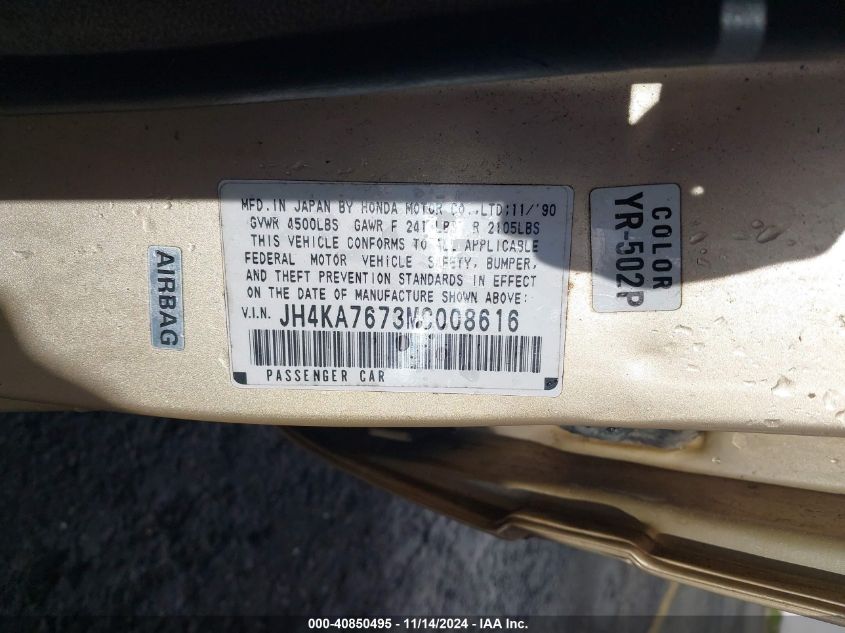 MFD. IN JAPAN BY HONDA MOTOR CO., LTD; 11/'90
GVWR 4500LBS GAWR F R 2105LBS
THIS VEHICLE CONFORMS TO ALL APPLICABLE
FEDERAL MOTOR VEHICLE SAFETY, BUMPER,
AND THEFT PREVENTION STANDARDS IN EFFECT
ON THE DATE OF MANUFACTURE SHOWN ABOVE:
V.I.N. JH4KA7673MC008616
PASSENGER CAR
AIRBAG
COLOR
YR-502P
000-40850495 - 11/14/2024 - IAA Inc.